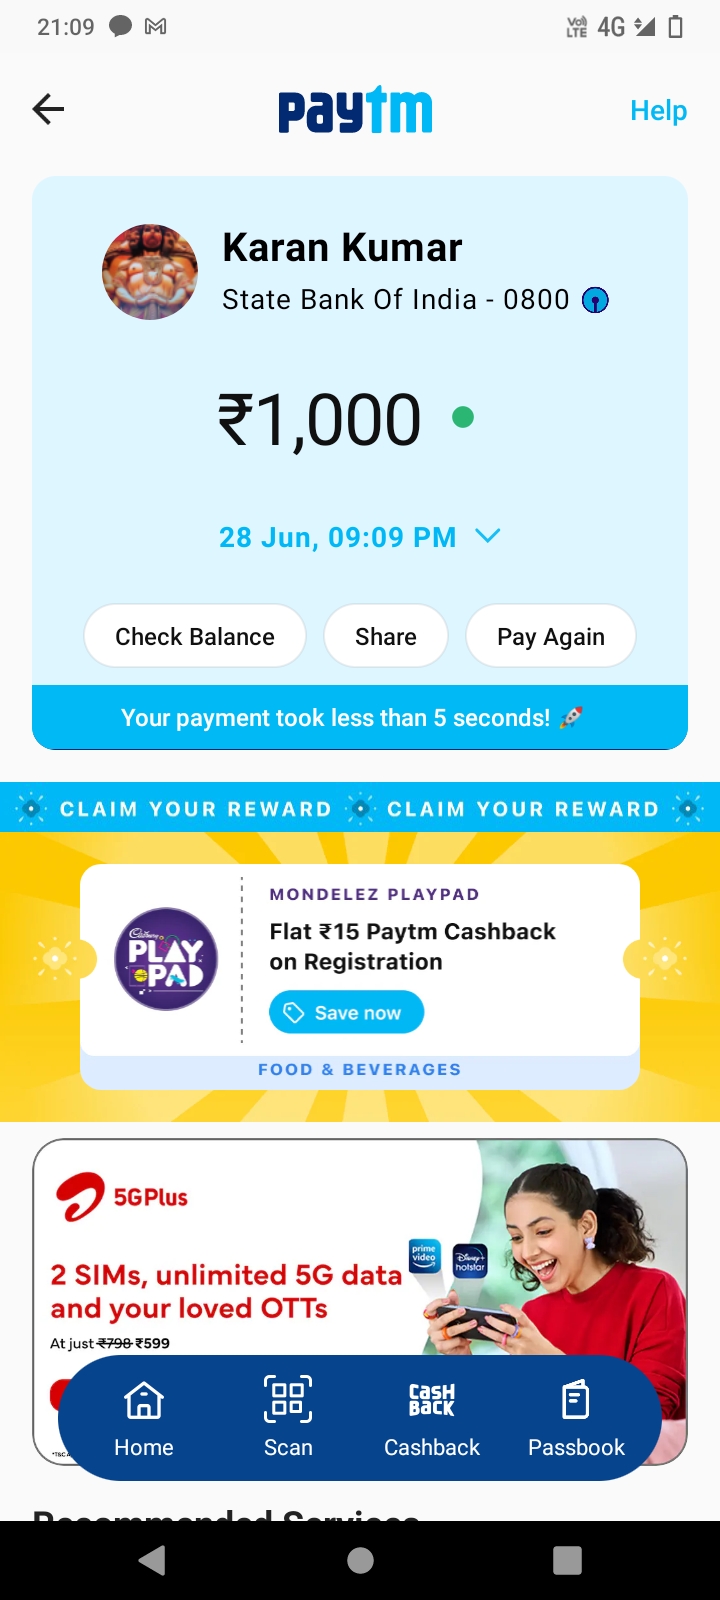 21:09 4G
Vo) LTE
paytm
Help
Karan Kumar
State Bank Of India - 0800
₹1,000
28 Jun, 09:09 PM
Check Balance Share Pay Again
Your payment took less than 5 seconds! 🚀
CLAIM YOUR REWARD CLAIM YOUR REWARD
MONDELEZ PLAYPAD
Cadbury
PLAY
PAD
Flat ₹15 Paytm Cashback
on Registration
Save now
FOOD & BEVERAGES
5G Plus
prime video
Disney+ hotstar
2 SIMs, unlimited 5G data
and your loved OTTs
At just ₹798 ₹599
CASH BACK
Home Scan Cashback Passbook
Recommended Services